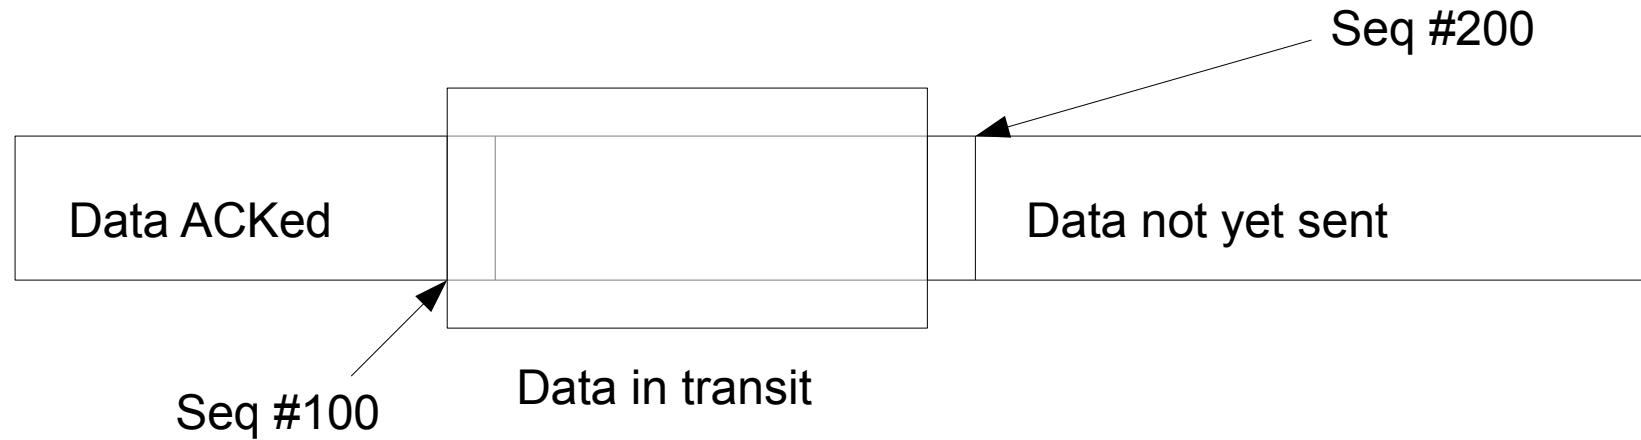 Seq #200
Data ACKed
Data not yet sent
Data in transit
Seq #100